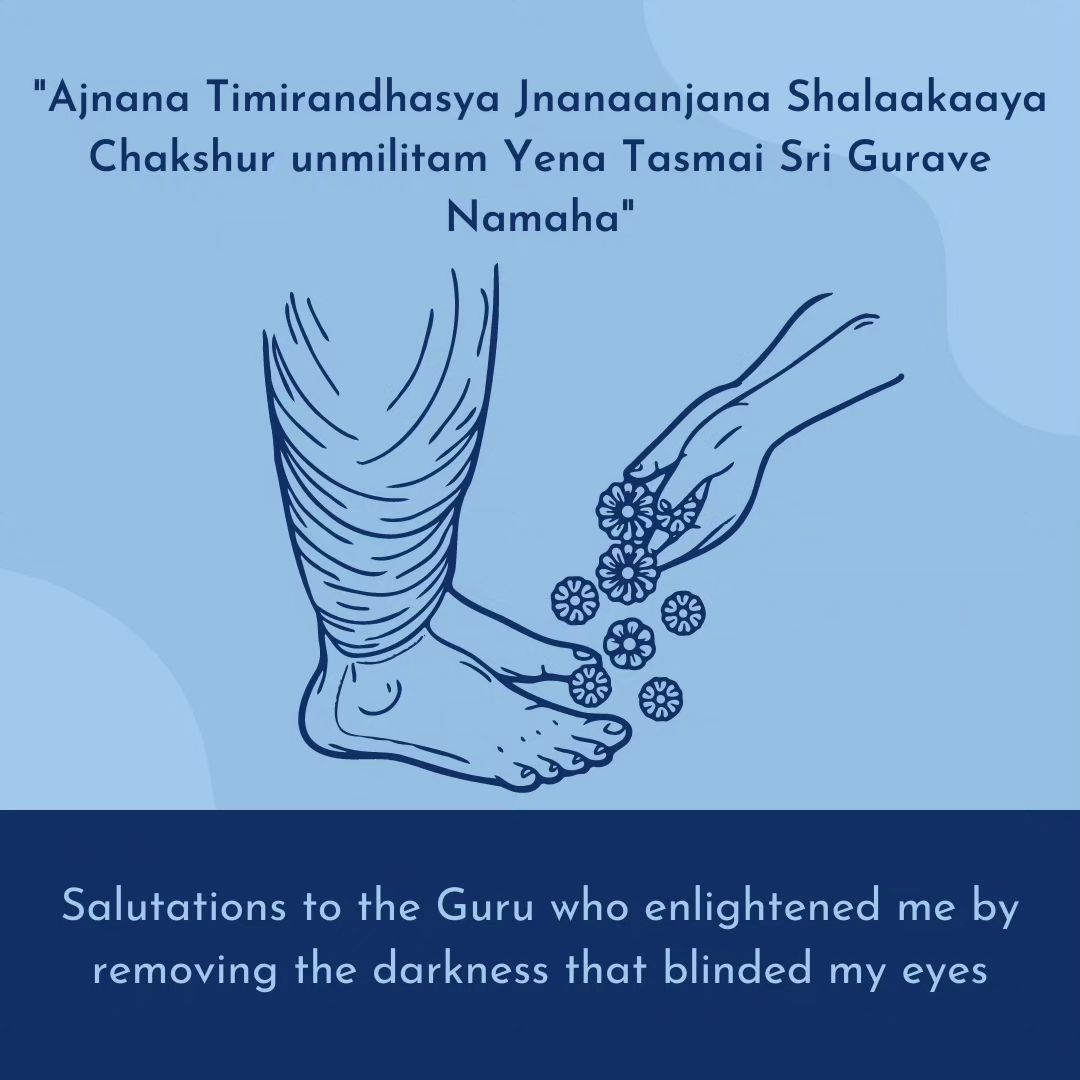 "Ajnana Timirandhasya Jnanaanjana Shalaakaaya
Chakshur unmilitam Yena Tasmai Sri Gurave
Namaha"
Salutations to the Guru who enlightened me by
removing the darkness that blinded my eyes